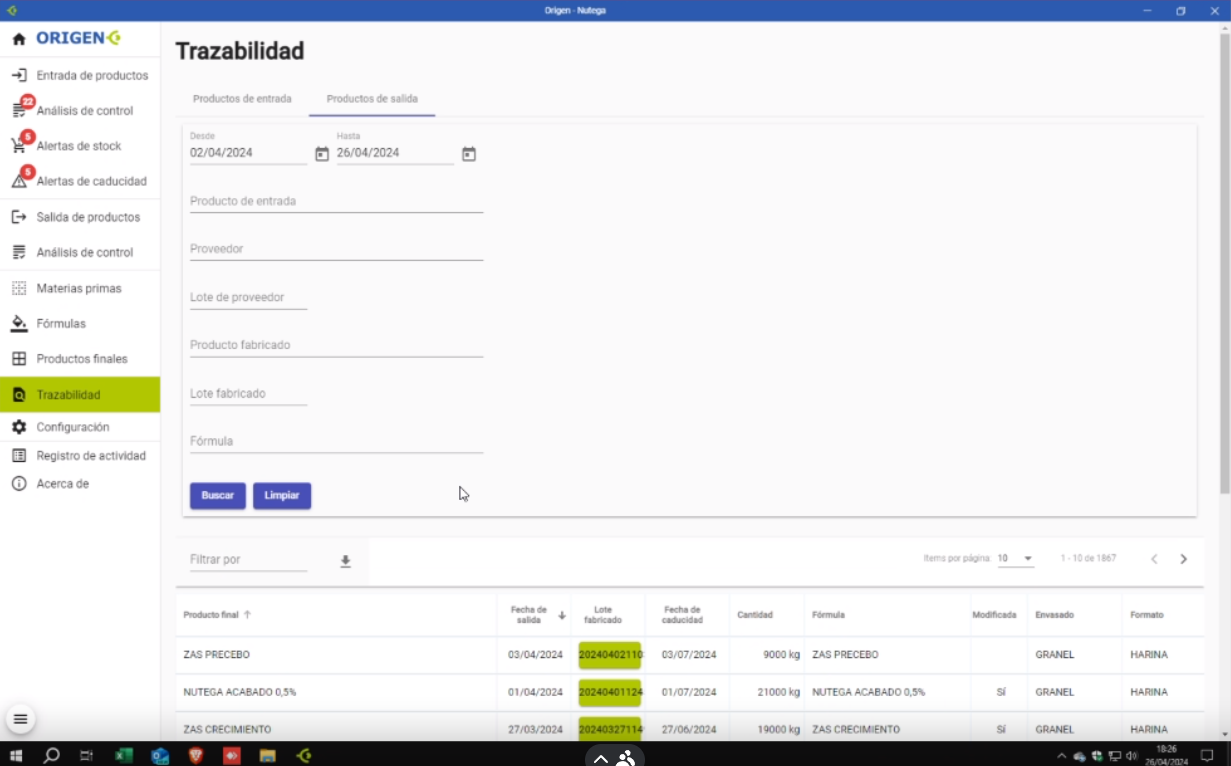 Origen - Nutega
ORIGEN
Entrada de productos
22
Análisis de control
5
Alertas de stock
5
Alertas de caducidad
Salida de productos
Análisis de control
Materias primas
Fórmulas
Productos finales
Trazabilidad
Configuración
Registro de actividad
Acerca de
Trazabilidad
Productos de entrada Productos de salida
Desde Hasta
02/04/2024 26/04/2024
Producto de entrada
Proveedor
Lote de proveedor
Producto fabricado
Lote fabricado
Fórmula
Buscar Limpiar
Filtrar por Items por página: 10 1 - 10 de 1867
Producto final Fecha de salida Lote fabricado Fecha de caducidad Cantidad Fórmula Modificada Envasado Formato
ZAS PRECEBO 03/04/2024 20240402110 03/07/2024 9000 kg ZAS PRECEBO GRANEL HARINA
NUTEGA ACABADO 0,5% 01/04/2024 20240401124 01/07/2024 21000 kg NUTEGA ACABADO 0,5% Sí GRANEL HARINA
ZAS CRECIMIENTO 27/03/2024 20240327114 27/06/2024 19000 kg ZAS CRECIMIENTO Sí GRANEL HARINA
18:26
26/04/2024